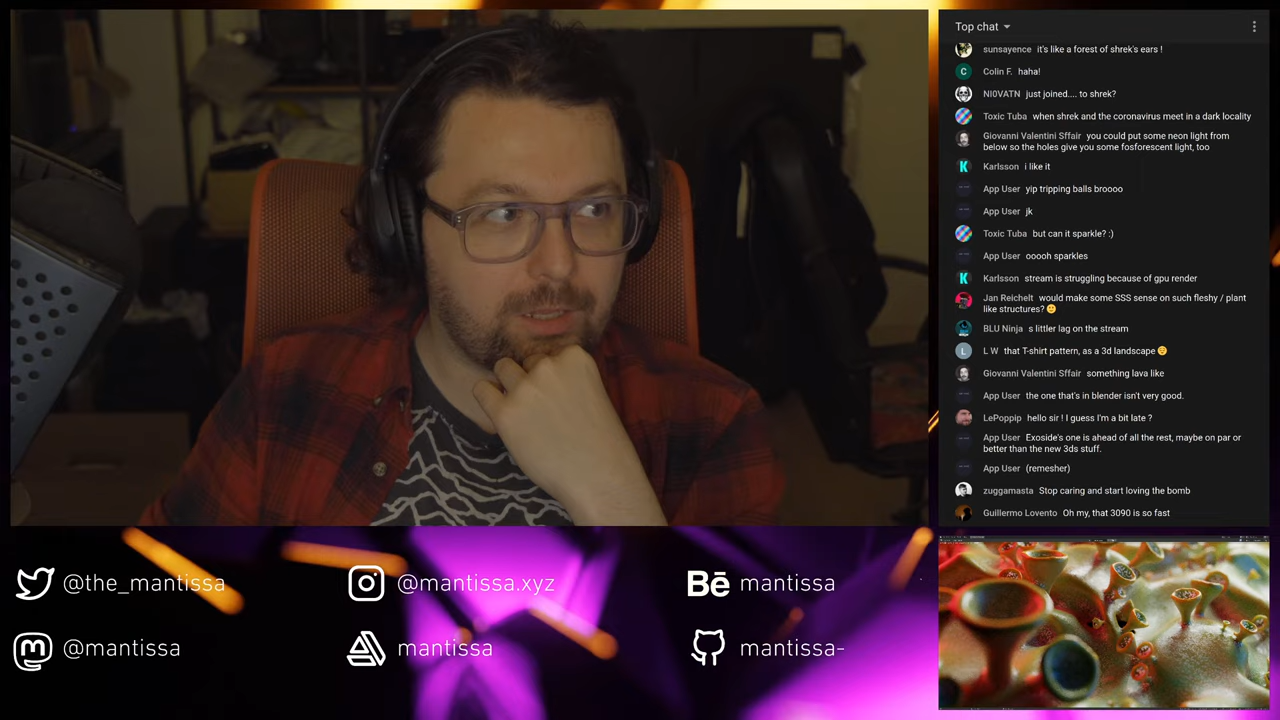 Top chat
sunsayence it's like a forest of shrek's ears !
C Colin F. haha!
NI0VATN just joined.... to shrek?
Toxic Tuba when shrek and the coronavirus meet in a dark locality
Giovanni Valentini Sffair you could put some neon light from
below so the holes give you some fosforescent light, too
K Karlsson i like it
App User yip tripping balls broooo
App User jk
Toxic Tuba but can it sparkle? :)
App User ooooh sparkles
K Karlsson stream is struggling because of gpu render
Jan Reichelt would make some SSS sense on such fleshy / plant
like structures? 🙂
BLU Ninja s littler lag on the stream
L L W that T-shirt pattern, as a 3d landscape
Giovanni Valentini Sffair something lava like
App User the one that's in blender isn't very good.
LePoppip hello sir ! I guess I'm a bit late ?
App User Exoside's one is ahead of all the rest, maybe on par or
better than the new 3ds stuff.
App User (remesher)
zuggamasta Stop caring and start loving the bomb
Guillermo Lovento Oh my, that 3090 is so fast
@the_mantissa
@mantissa.xyz
Bē mantissa
@mantissa
mantissa
mantissa-